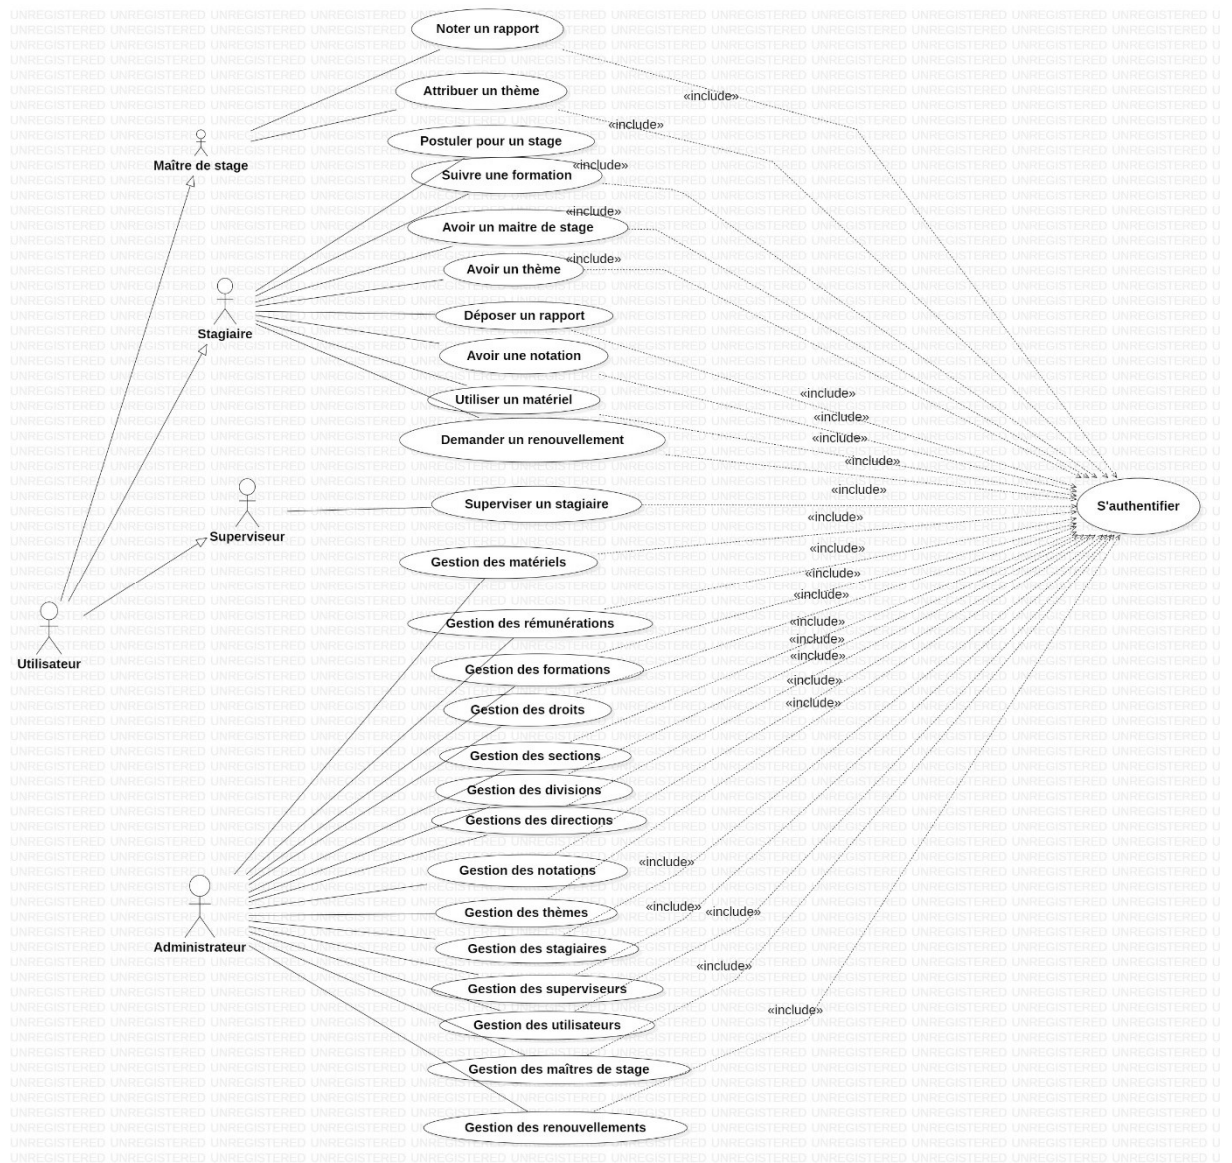 Noter un rapport
«include»
Attribuer un thème
«include»
Postuler pour un stage
Maître de stage
«include»
Suivre une formation
«include»
Avoir un maitre de stage
«include»
Avoir un thème
Déposer un rapport
Stagiaire
Avoir une notation
«include»
Utiliser un matériel
«include»
Demander un renouvellement
«include»
«include»
«include»
Superviser un stagiaire
S'authentifier
«include»
Superviseur
«include»
Gestion des matériels
«include»
«include»
Gestion des rémunérations
«include»
«include»
«include»
Utilisateur
Gestion des formations
«include»
«include»
Gestion des droits
Gestion des sections
Gestion des divisions
Gestions des directions
«include»
Gestion des notations
«include»
«include»
Gestion des thèmes
Administrateur
Gestion des stagiaires
«include»
Gestion des superviseurs
«include»
Gestion des utilisateurs
Gestion des maîtres de stage
Gestion des renouvellements
UNREGISTERED